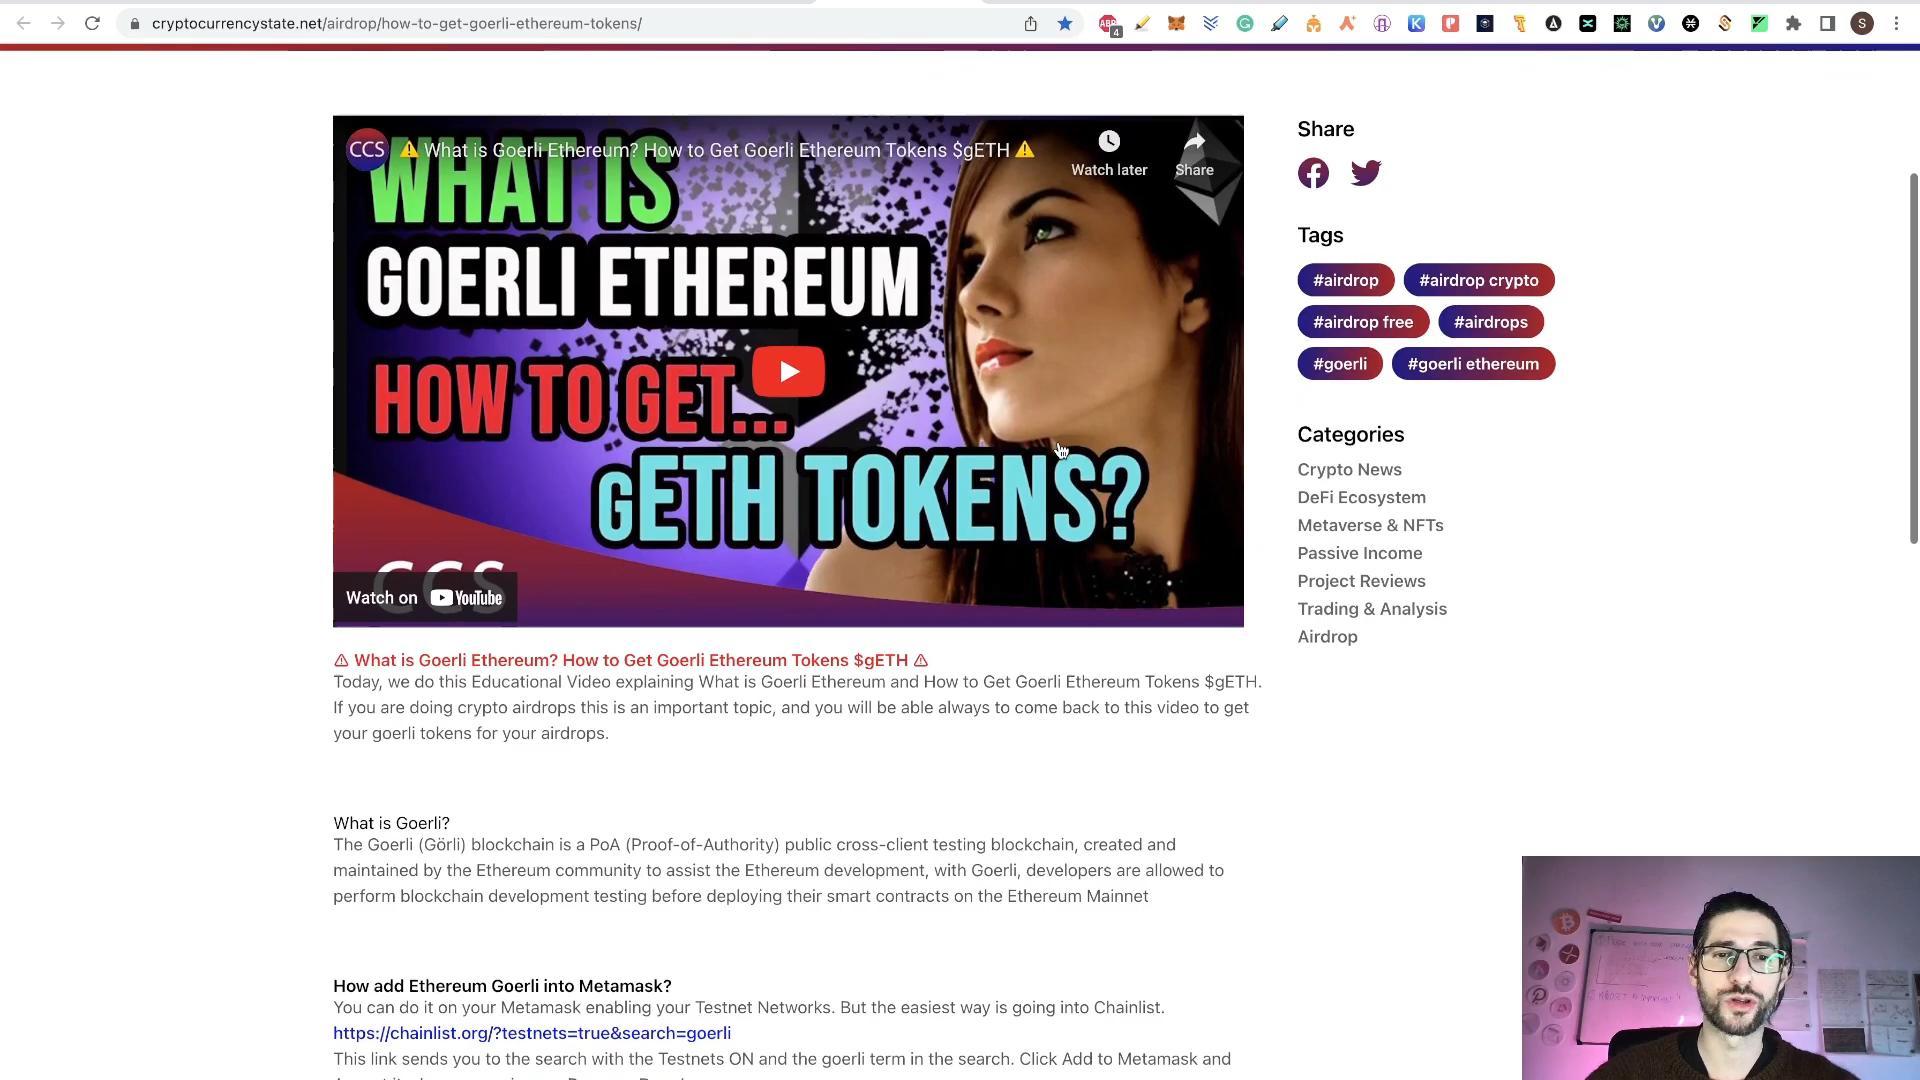 cryptocurrencystate.net/airdrop/how-to-get-goerli-ethereum-tokens/
CCS
⚠ What is Goerli Ethereum? How to Get Goerli Ethereum Tokens $gETH ⚠
Watch later
Share
WHAT IS
GOERLI ETHEREUM
HOW TO GET...
gETH TOKENS?
CCS
Watch on YouTube
Share
Tags
#airdrop #airdrop crypto
#airdrop free #airdrops
#goerli #goerli ethereum
Categories
Crypto News
DeFi Ecosystem
Metaverse & NFTs
Passive Income
Project Reviews
Trading & Analysis
Airdrop
⚠ What is Goerli Ethereum? How to Get Goerli Ethereum Tokens $gETH ⚠
Today, we do this Educational Video explaining What is Goerli Ethereum and How to Get Goerli Ethereum Tokens $gETH.
If you are doing crypto airdrops this is an important topic, and you will be able always to come back to this video to get
your goerli tokens for your airdrops.
What is Goerli?
The Goerli (Görli) blockchain is a PoA (Proof-of-Authority) public cross-client testing blockchain, created and
maintained by the Ethereum community to assist the Ethereum development, with Goerli, developers are allowed to
perform blockchain development testing before deploying their smart contracts on the Ethereum Mainnet
How add Ethereum Goerli into Metamask?
You can do it on your Metamask enabling your Testnet Networks. But the easiest way is going into Chainlist.
https://chainlist.org/?testnets=true&search=goerli
This link sends you to the search with the Testnets ON and the goerli term in the search. Click Add to Metamask and